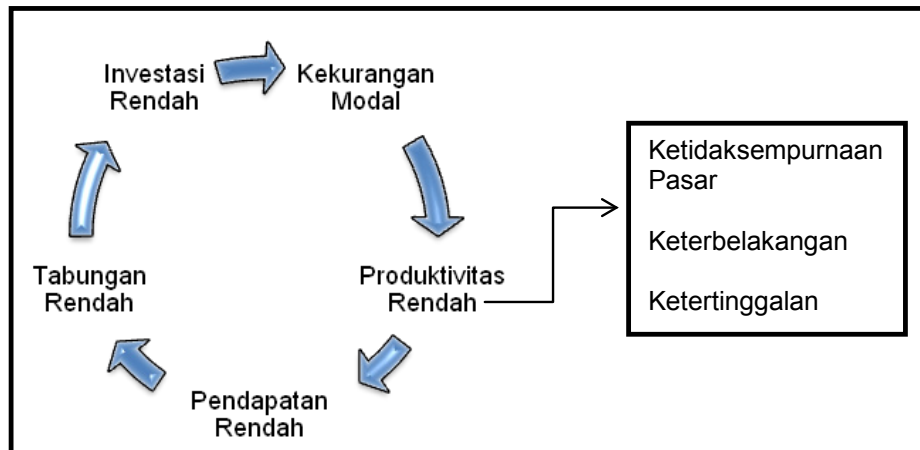 Investasi
Rendah
Kekurangan
Modal
Ketidaksempurnaan
Pasar
Keterbelakangan
Ketertinggalan
Produktivitas
Rendah
Pendapatan
Rendah
Tabungan
Rendah